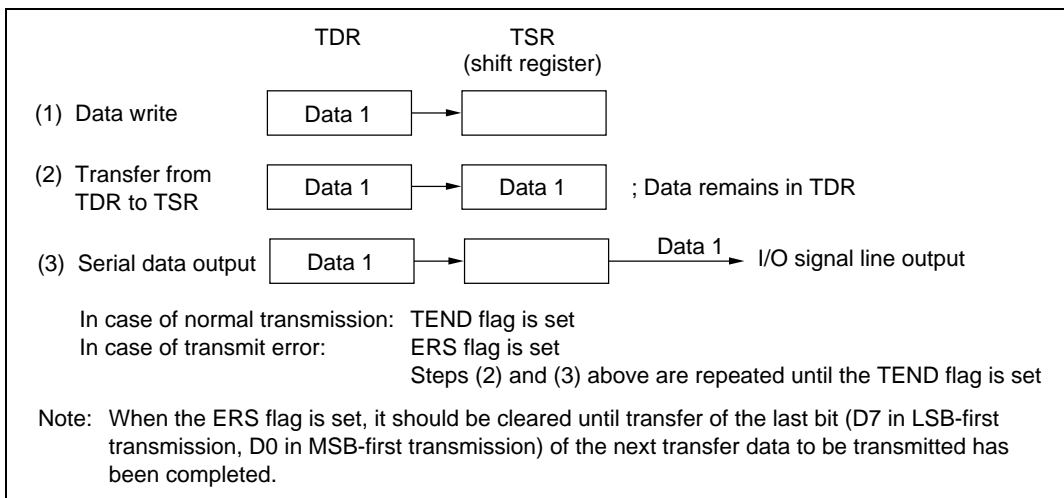 TDR TSR
(shift register)
(1) Data write Data 1
(2) Transfer from
TDR to TSR Data 1 Data 1 ; Data remains in TDR
(3) Serial data output Data 1 Data 1 I/O signal line output
In case of normal transmission: TEND flag is set
In case of transmit error: ERS flag is set
Steps (2) and (3) above are repeated until the TEND flag is set
Note: When the ERS flag is set, it should be cleared until transfer of the last bit (D7 in LSB-first
transmission, D0 in MSB-first transmission) of the next transfer data to be transmitted has
been completed.